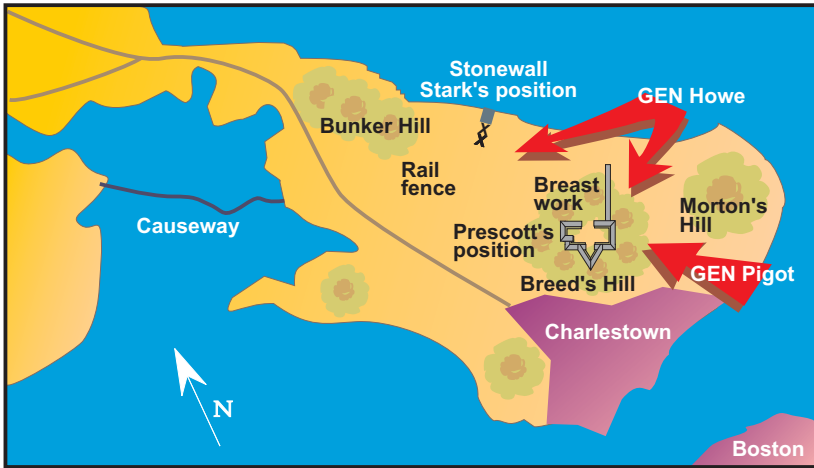 Stonewall
Stark's position
GEN Howe
Bunker Hill
Rail
fence
Breast
work
Morton's
Hill
Prescott's
position
Causeway
GEN Pigot
Breed's Hill
Charlestown
N
Boston